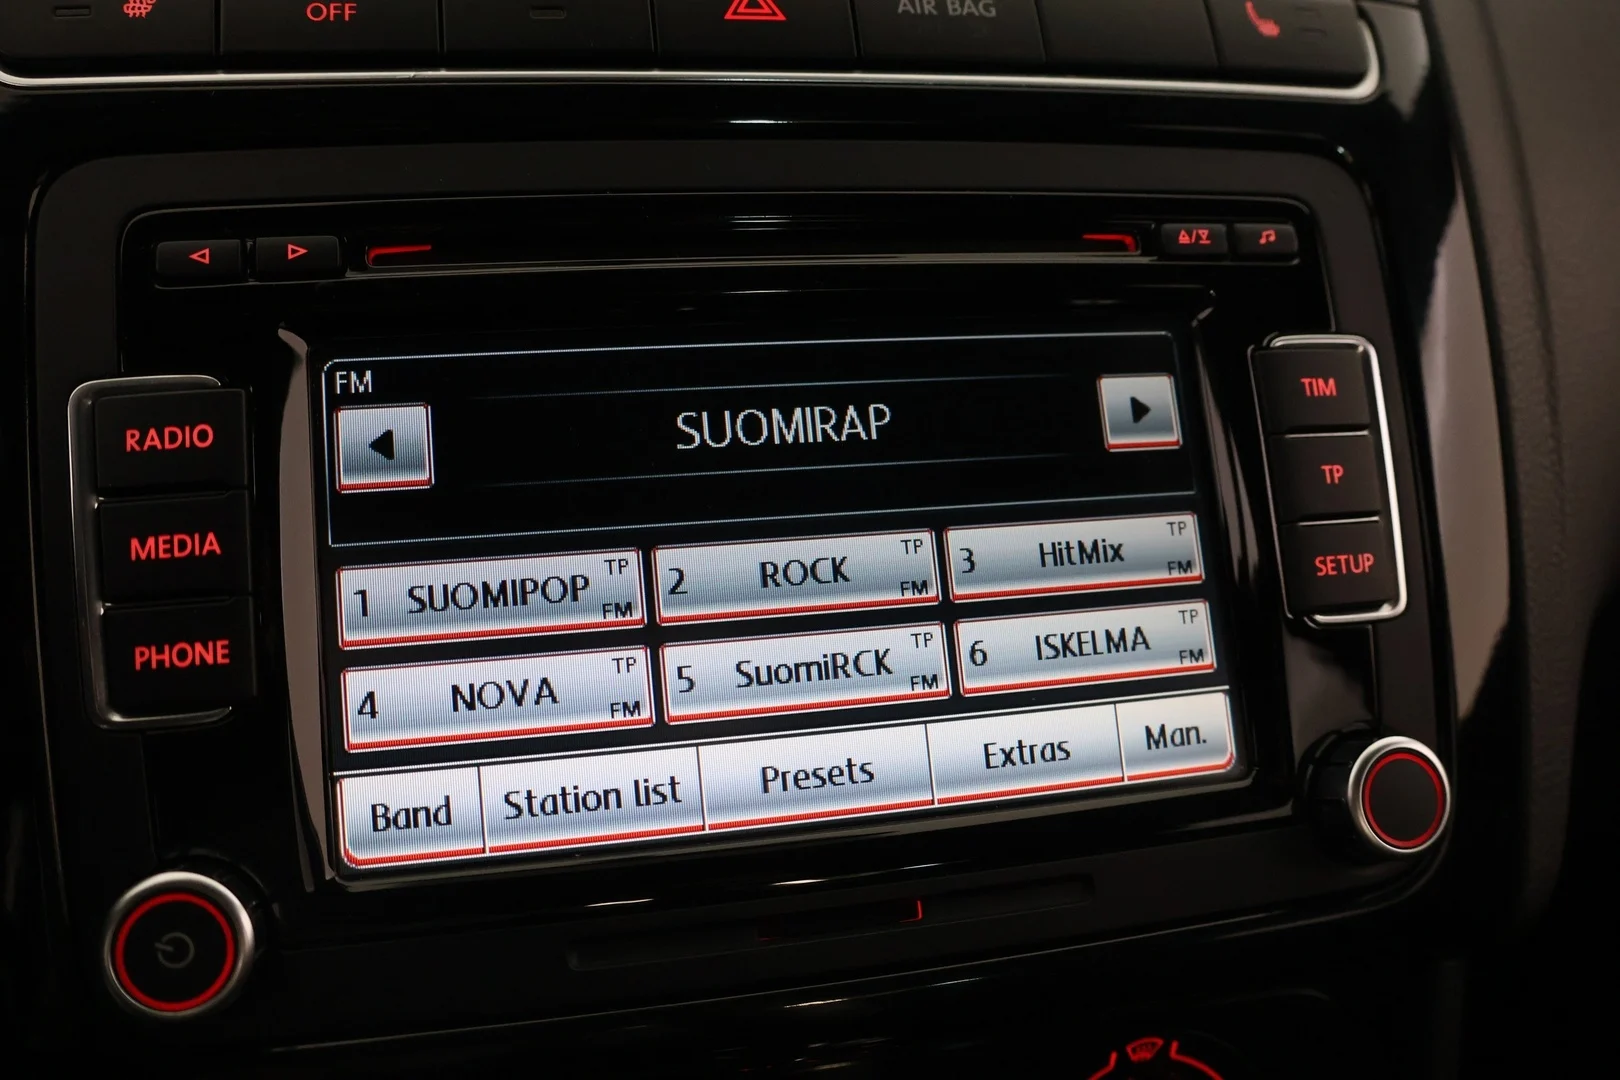 OFF
AIR BAG
FM
SUOMIRAP
RADIO
MEDIA
PHONE
TIM
TP
SETUP
1 SUOMIPOP TP FM
2 ROCK TP FM
3 HitMix TP FM
4 NOVA TP FM
5 SuomiRCK TP FM
6 ISKELMA TP FM
Band
Station list
Presets
Extras
Man.